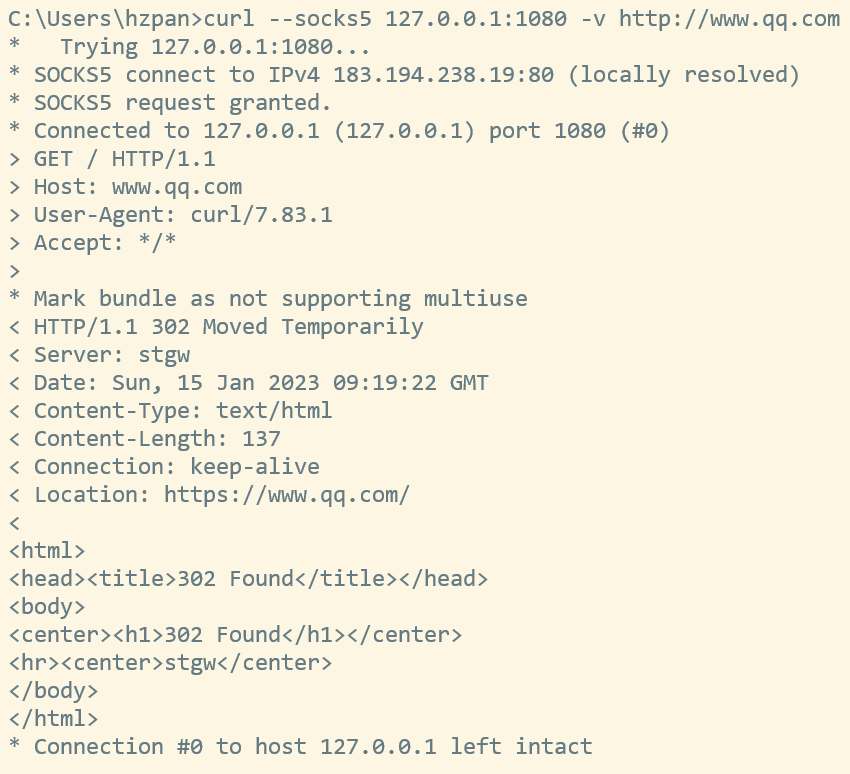 C:\Users\hzpan>curl --socks5 127.0.0.1:1080 -v http://www.qq.com
*   Trying 127.0.0.1:1080...
* SOCKS5 connect to IPv4 183.194.238.19:80 (locally resolved)
* SOCKS5 request granted.
* Connected to 127.0.0.1 (127.0.0.1) port 1080 (#0)
> GET / HTTP/1.1
> Host: www.qq.com
> User-Agent: curl/7.83.1
> Accept: */*
>
* Mark bundle as not supporting multiuse
< HTTP/1.1 302 Moved Temporarily
< Server: stgw
< Date: Sun, 15 Jan 2023 09:19:22 GMT
< Content-Type: text/html
< Content-Length: 137
< Connection: keep-alive
< Location: https://www.qq.com/
<
<html>
<head><title>302 Found</title></head>
<body>
<center><h1>302 Found</h1></center>
<hr><center>stgw</center>
</body>
</html>
* Connection #0 to host 127.0.0.1 left intact